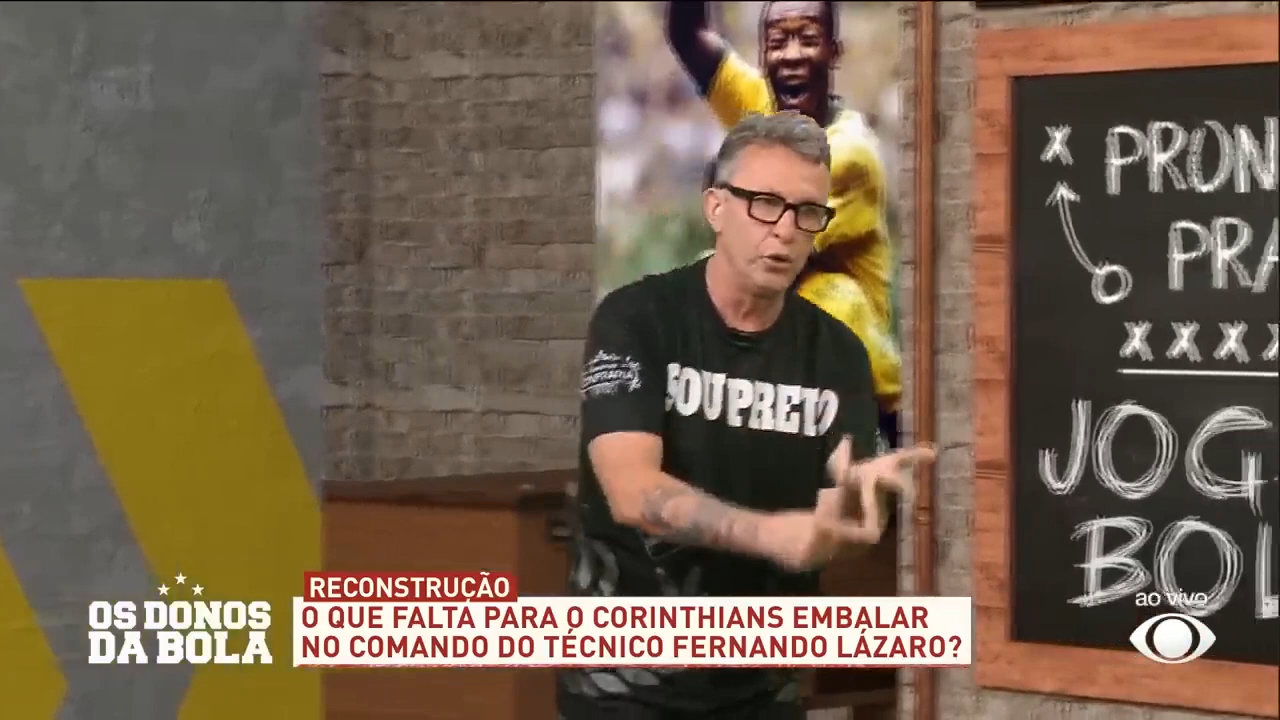 X PRON
PRA
X X X X
JOG
BOL
SOU PRETO
RECONSTRUÇÃO
O QUE FALTA PARA O CORINTHIANS EMBALAR
NO COMANDO DO TÉCNICO FERNANDO LÁZARO?
OS DONOS
DA BOLA
ao vivo